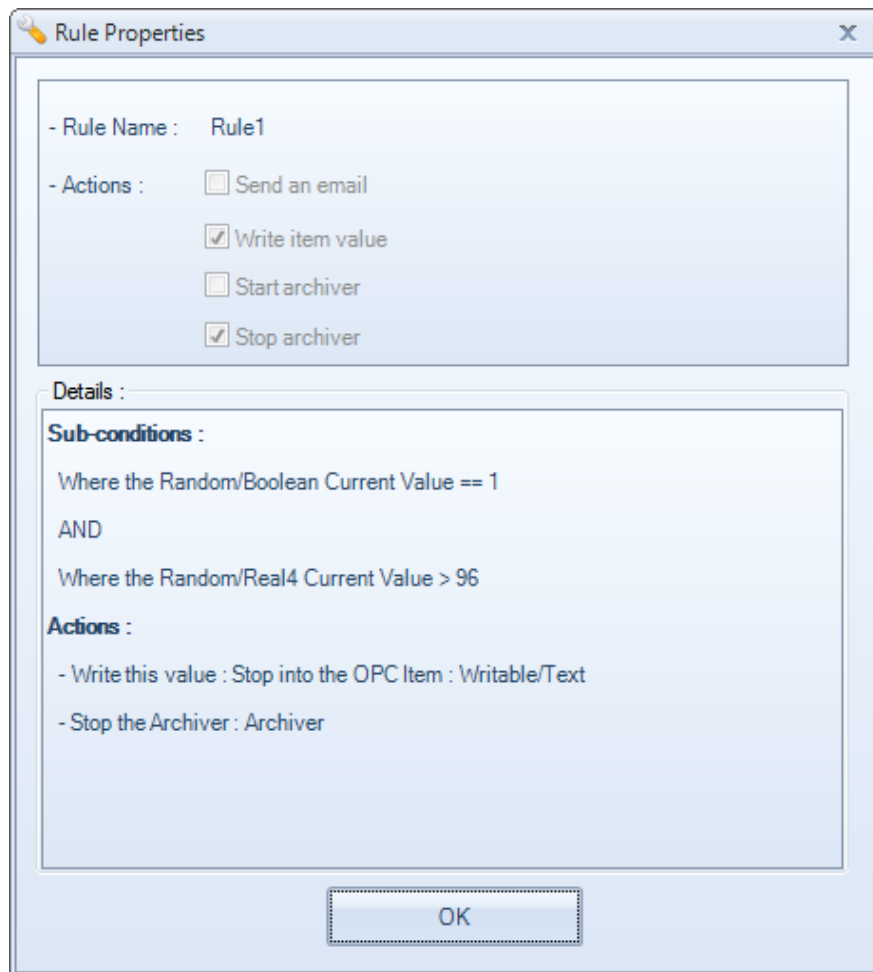 Rule Properties
- Rule Name : Rule1
- Actions : Send an email
Write item value
Start archiver
Stop archiver
Details :
Sub-conditions :
Where the Random/Boolean Current Value == 1
AND
Where the Random/Real4 Current Value > 96
Actions :
- Write this value : Stop into the OPC Item : Writable/Text
- Stop the Archiver : Archiver
OK